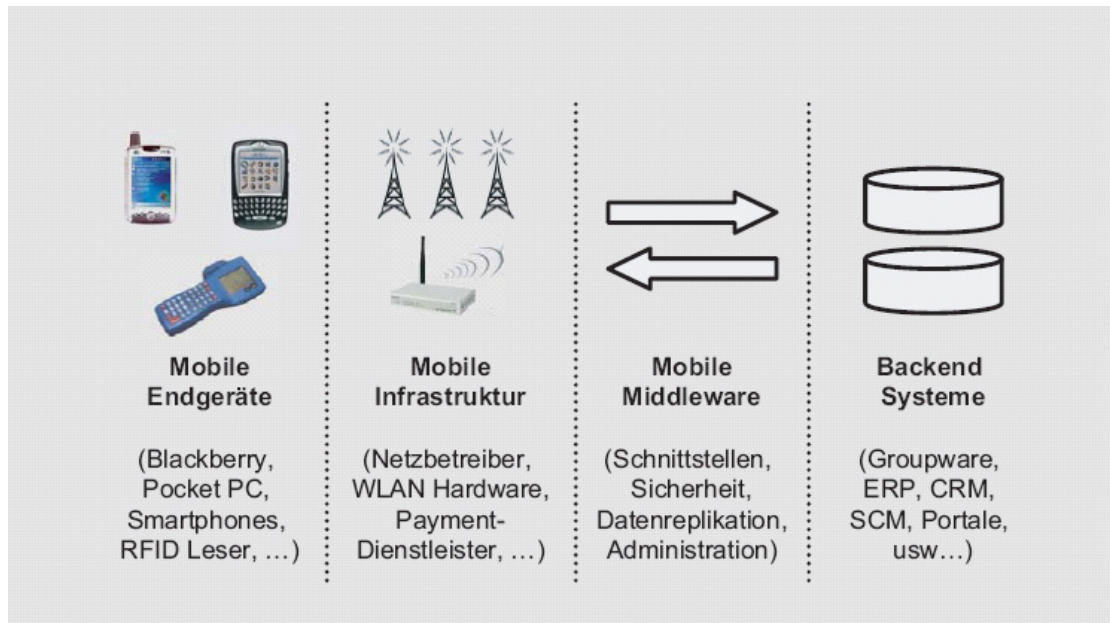 Mobile
Endgeräte
(Blackberry,
Pocket PC,
Smartphones,
RFID Leser, …)
Mobile
Infrastruktur
(Netzbetreiber,
WLAN Hardware,
Payment-
Dienstleister, …)
Mobile
Middleware
(Schnittstellen,
Sicherheit,
Datenreplikation,
Administration)
Backend
Systeme
(Groupware,
ERP, CRM,
SCM, Portale,
usw…)